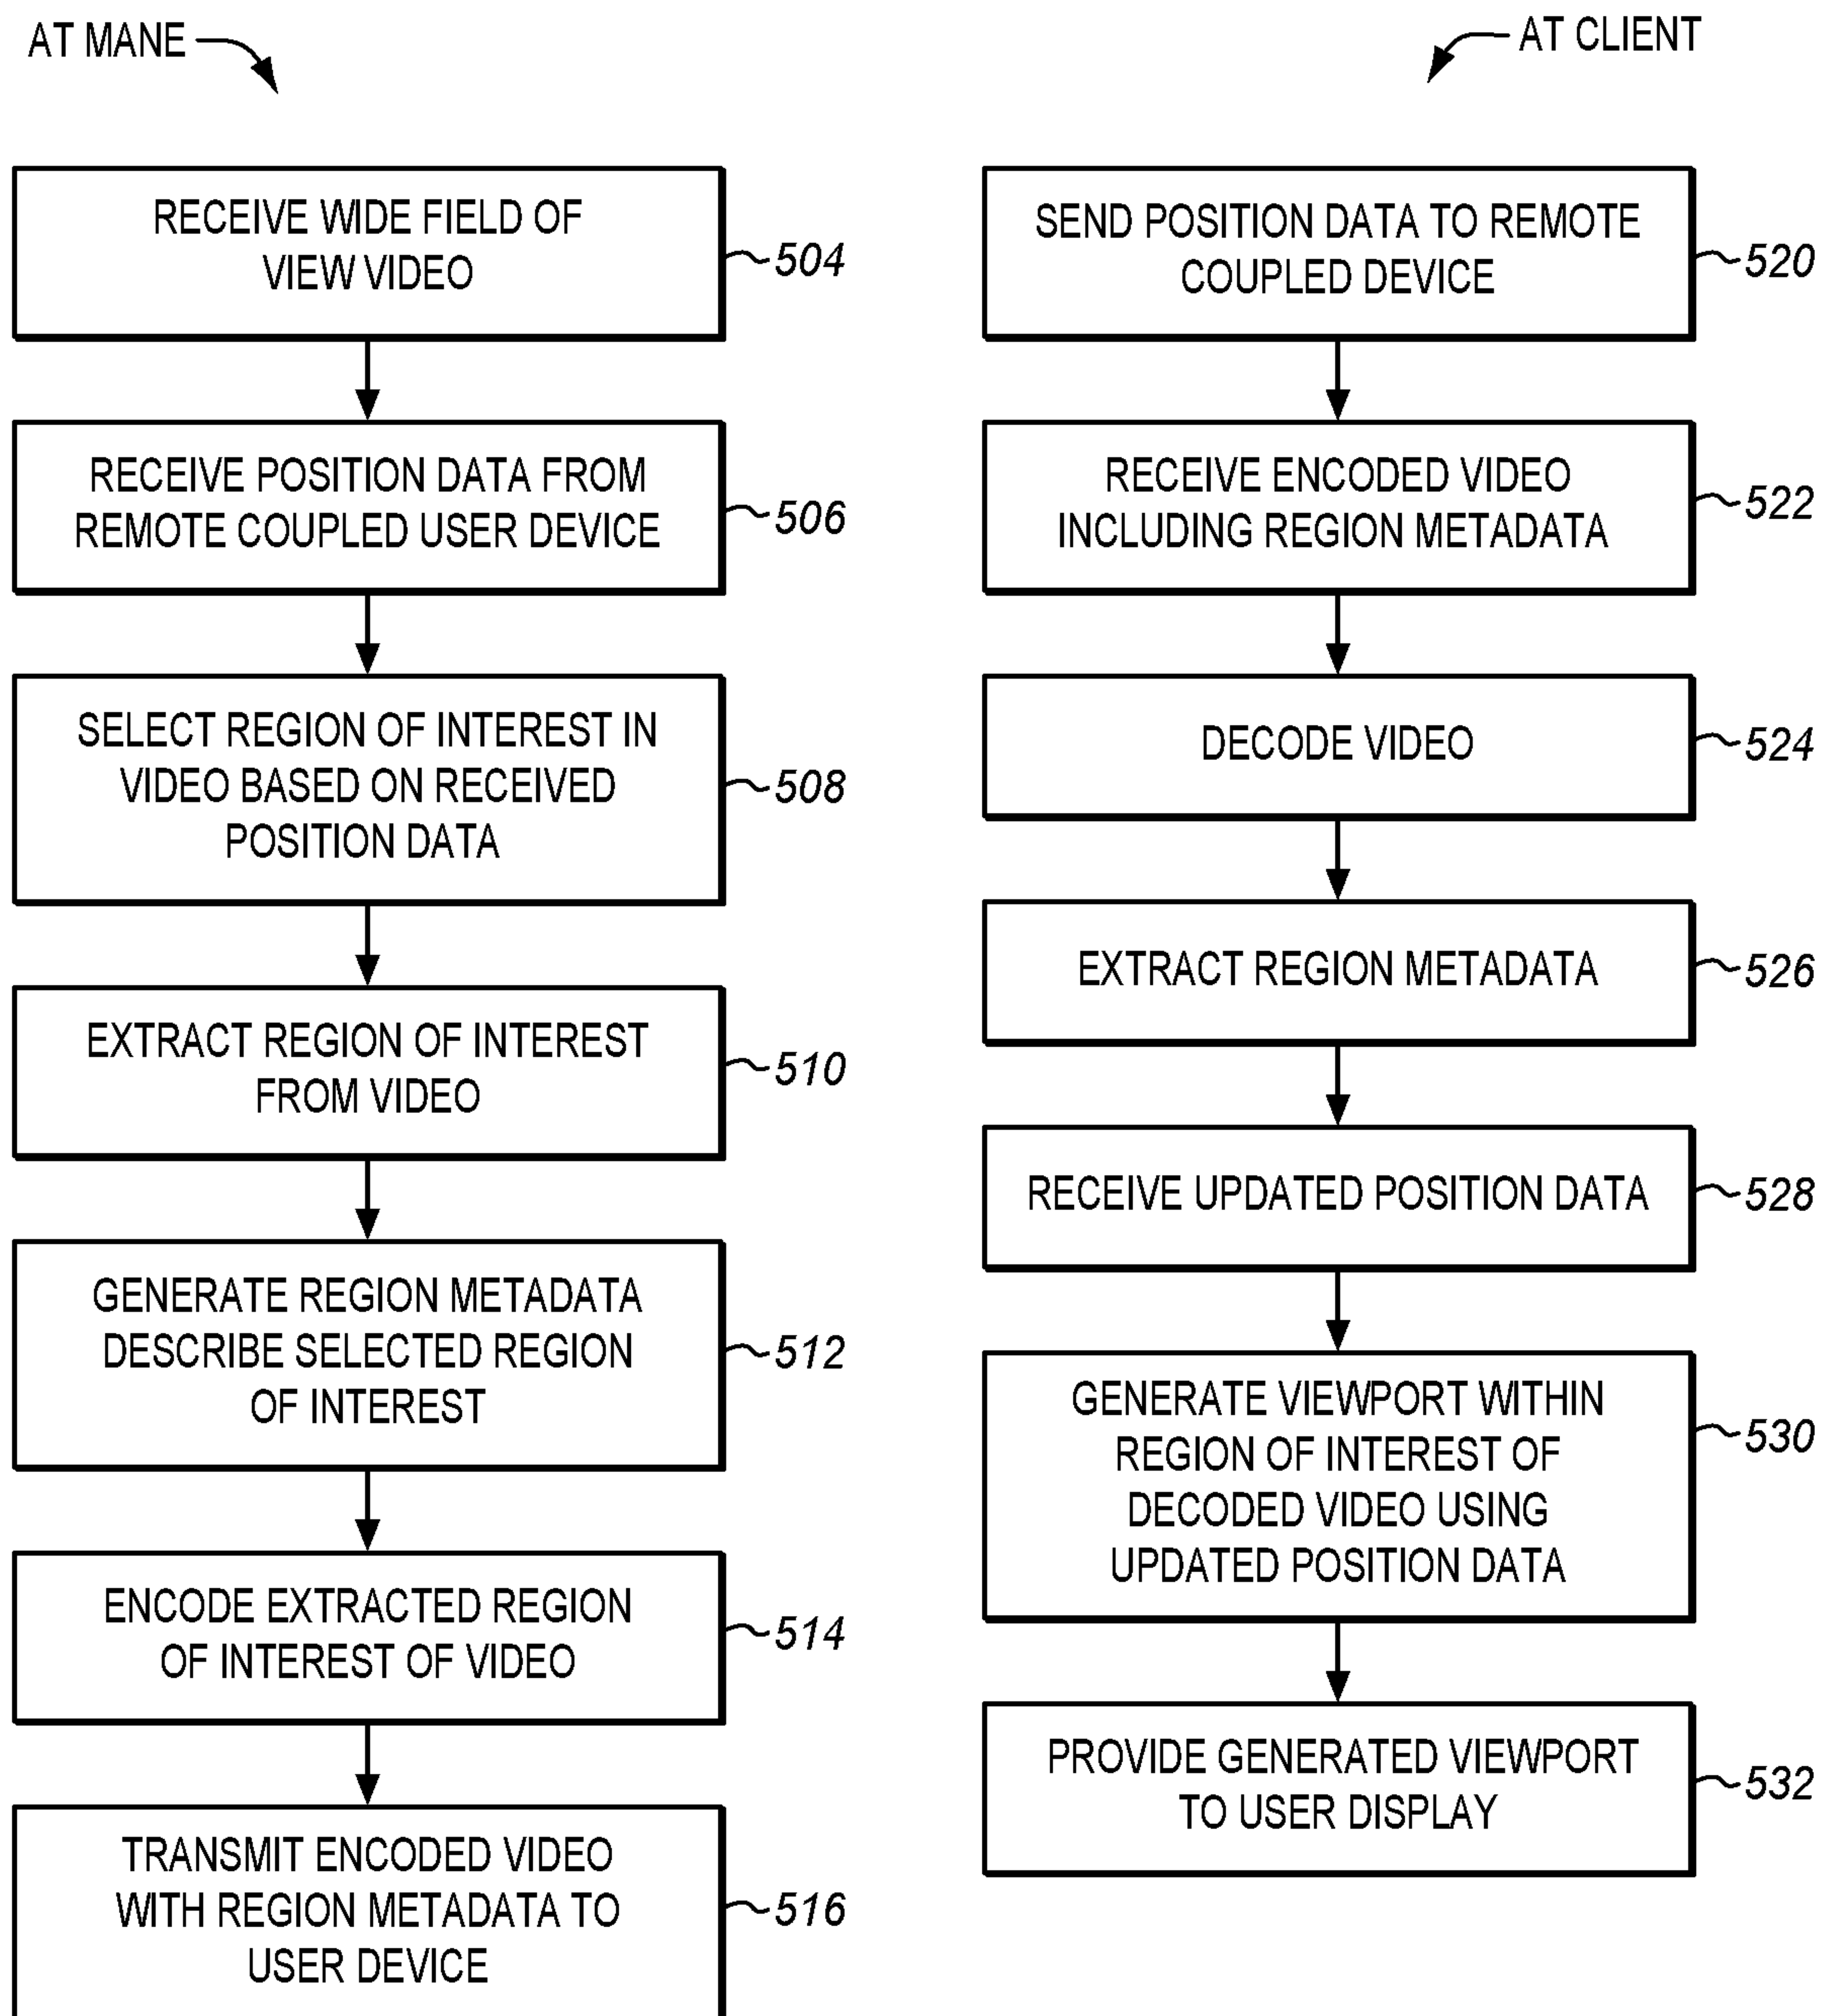 AT MANE
RECEIVE WIDE FIELD OF
VIEW VIDEO
504
RECEIVE POSITION DATA FROM
REMOTE COUPLED USER DEVICE
506
SELECT REGION OF INTEREST IN
VIDEO BASED ON RECEIVED
POSITION DATA
508
EXTRACT REGION OF INTEREST
FROM VIDEO
510
GENERATE REGION METADATA
DESCRIBE SELECTED REGION
OF INTEREST
512
ENCODE EXTRACTED REGION
OF INTEREST OF VIDEO
514
TRANSMIT ENCODED VIDEO
WITH REGION METADATA TO
USER DEVICE
516
AT CLIENT
SEND POSITION DATA TO REMOTE
COUPLED DEVICE
520
RECEIVE ENCODED VIDEO
INCLUDING REGION METADATA
522
DECODE VIDEO
524
EXTRACT REGION METADATA
526
RECEIVE UPDATED POSITION DATA
528
GENERATE VIEWPORT WITHIN
REGION OF INTEREST OF
DECODED VIDEO USING
UPDATED POSITION DATA
530
PROVIDE GENERATED VIEWPORT
TO USER DISPLAY
532